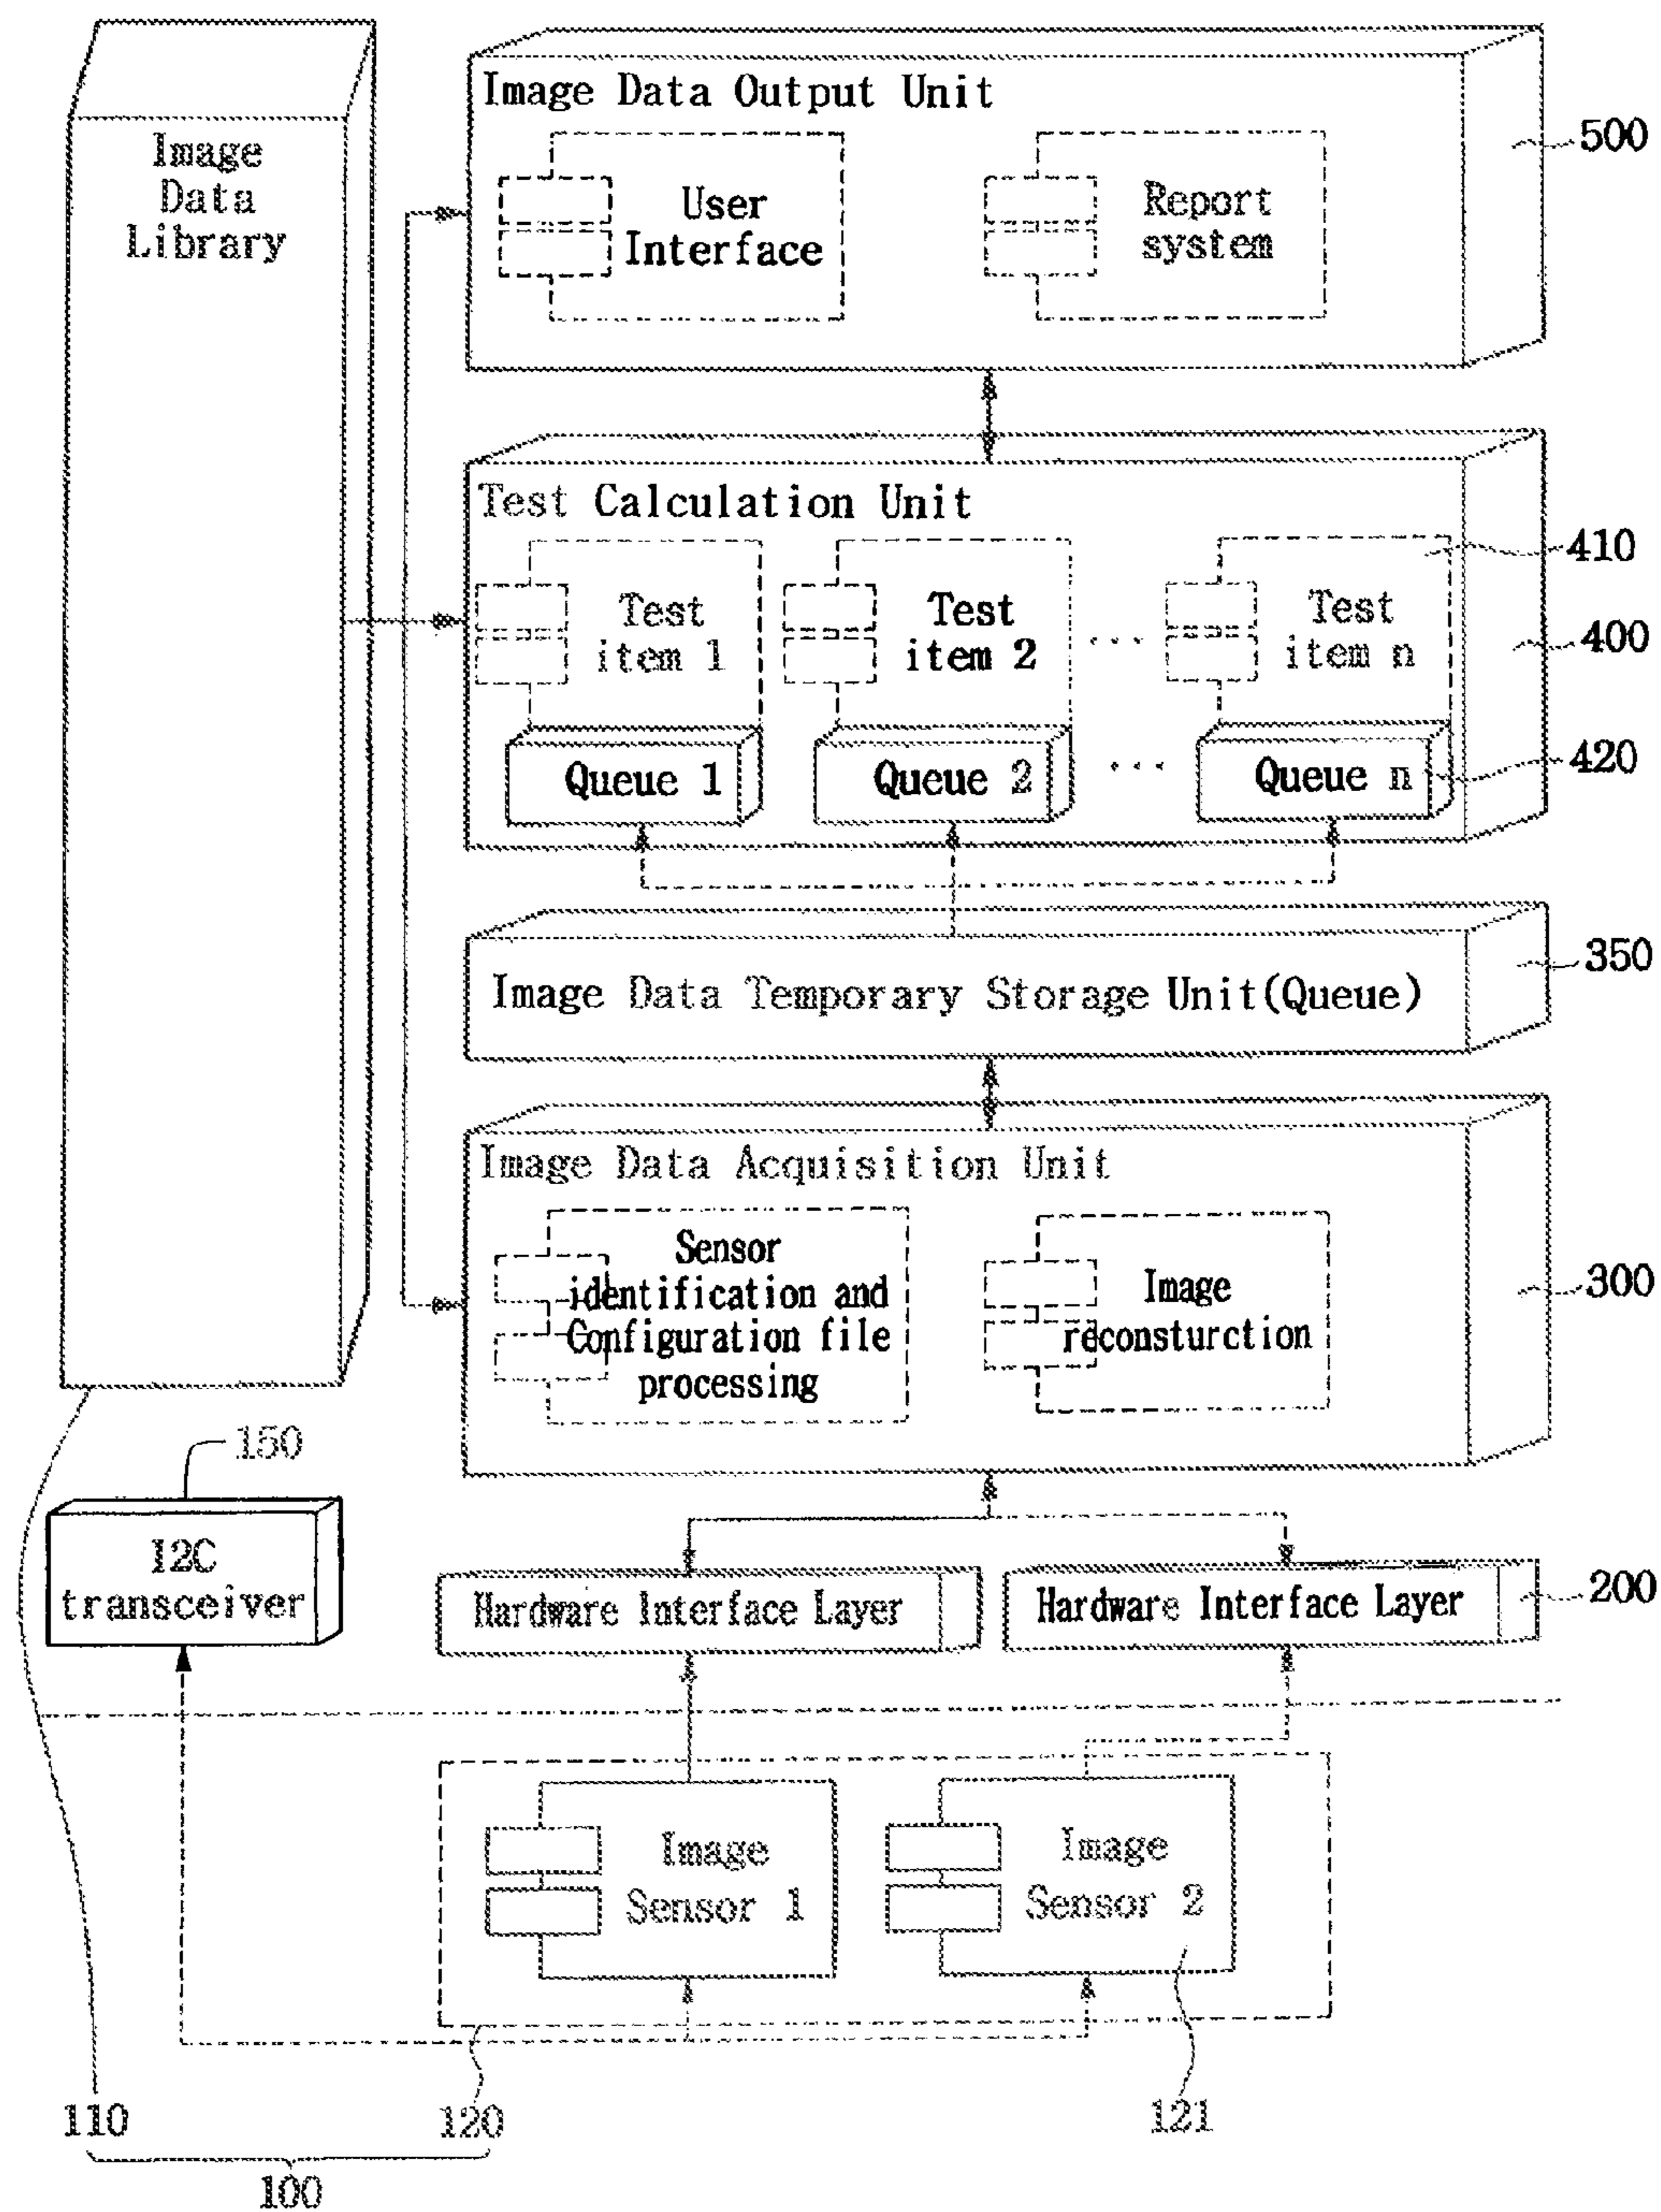 Image
Data
Library
Image Data Output Unit
500
User
Interface
Report
system
Test Calculation Unit
410
Test
item 1
Test
item 2
...
Test
item n
400
Queue 1
Queue 2
...
Queue n
420
350
Image Data Temporary Storage Unit(Queue)
Image Data Acquisition Unit
Sensor
identification and
Configuration file
processing
Image
reconsturction
300
150
I2C
transceiver
Hardware Interface Layer
Hardware Interface Layer
200
Image
Sensor 1
Image
Sensor 2
110
120
121
100